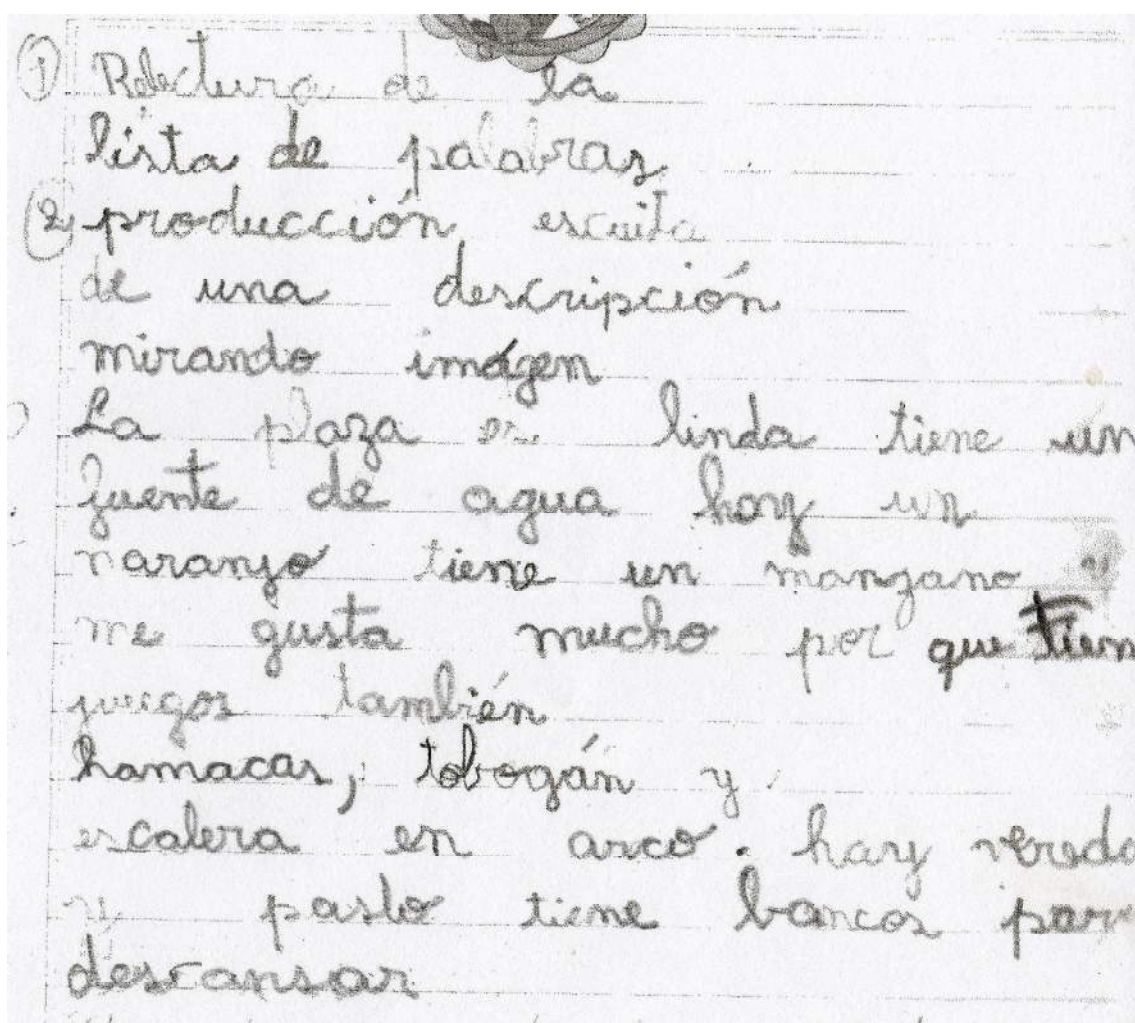 ① Relectura de la
lista de palabras
② producción escrita
de una descripción
mirando imágen
La plaza es linda tiene un
fuente de agua hay un
naranjo tiene un manzano y
me gusta mucho por que tien
juegos también
hamacas, tobogán y
escalera en arco. hay vereda
y pasto tiene bancos para
descansar